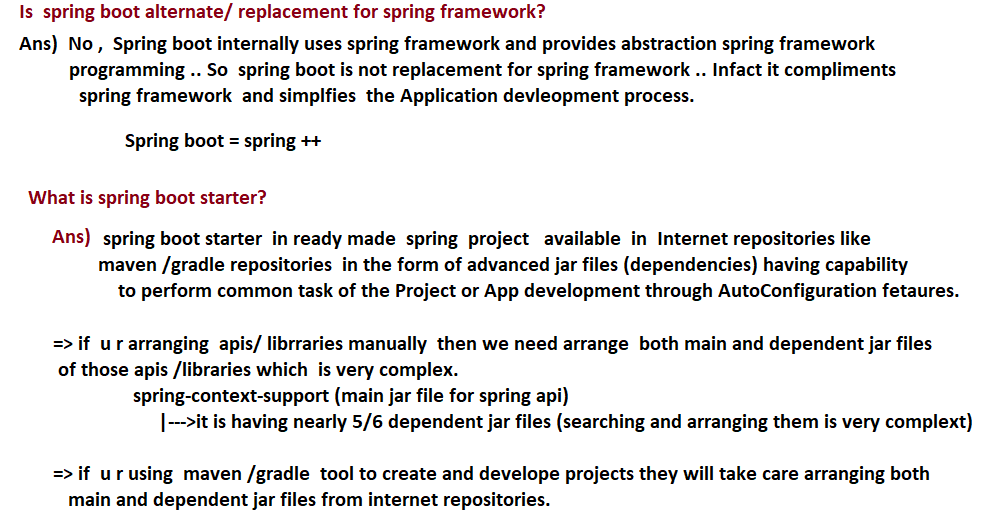 Is spring boot alternate/ replacement for spring framework?
Ans) No , Spring boot internally uses spring framework and provides abstraction spring framework
programming .. So spring boot is not replacement for spring framework .. Infact it compliments
spring framework and simplfies the Application devleopment process.
Spring boot = spring ++
What is spring boot starter?
Ans) spring boot starter in ready made spring project available in Internet repositories like
maven /gradle repositories in the form of advanced jar files (dependencies) having capability
to perform common task of the Project or App development through AutoConfiguration fetaures.
=> if u r arranging apis/ librraries manually then we need arrange both main and dependent jar files
of those apis /libraries which is very complex.
spring-context-support (main jar file for spring api)
|--->it is having nearly 5/6 dependent jar files (searching and arranging them is very complext)
=> if u r using maven /gradle tool to create and develope projects they will take care arranging both
main and dependent jar files from internet repositories.